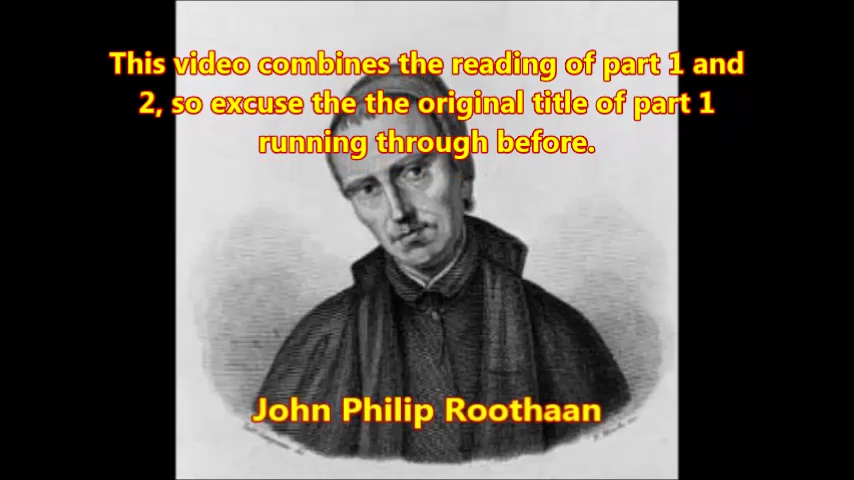 This video combines the reading of part 1 and
2, so excuse the the original title of part 1
running through before.
John Philip Roothaan